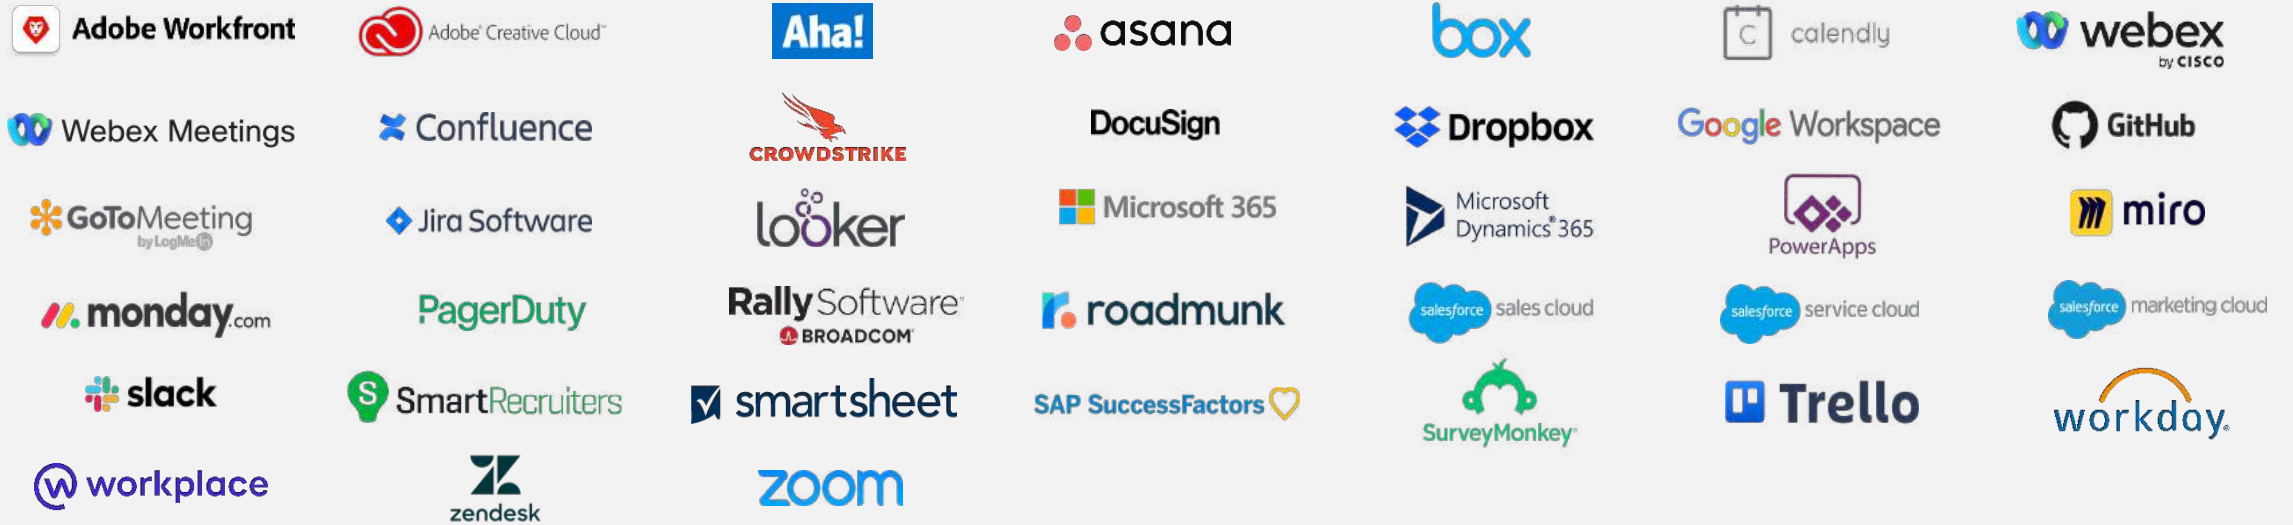 Adobe Workfront
Adobe® Creative Cloud™
Aha!
asana
box
C calendly
webex
by CISCO
Webex Meetings
Confluence
CROWDSTRIKE
DocuSign
Dropbox
Google Workspace
GitHub
GoToMeeting
by LogMeIn
Jira Software
looker
Microsoft 365
Microsoft
Dynamics® 365
PowerApps
miro
monday.com
PagerDuty
Rally Software™
BROADCOM®
roadmunk
salesforce sales cloud
salesforce service cloud
salesforce marketing cloud
slack
S SmartRecruiters
smartsheet
SAP SuccessFactors
SurveyMonkey®
Trello
workday®
workplace
zendesk
zoom